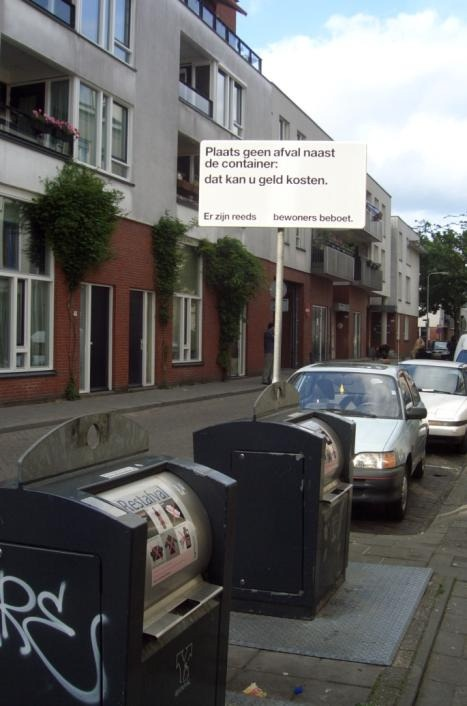 Plaats geen afval naast
de container:
dat kan u geld kosten.
Er zijn reeds bewoners beboet.
Restafval